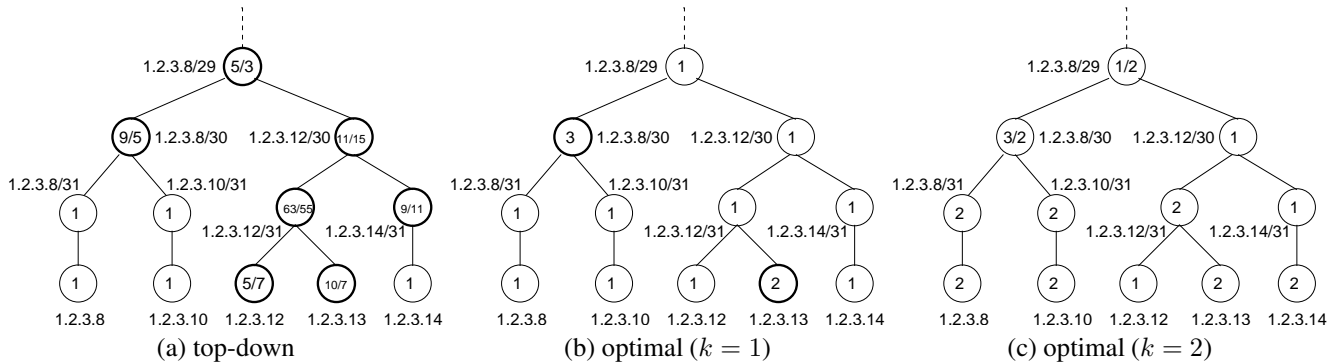 1.2.3.8/29 5/3
9/5 1.2.3.8/30 1.2.3.12/30 11/15
1.2.3.8/31 1.2.3.10/31
1 1 63/55 9/11
1.2.3.12/31 1.2.3.14/31
1 1 5/7 10/7 1
1.2.3.8 1.2.3.10 1.2.3.12 1.2.3.13 1.2.3.14
(a) top-down
1.2.3.8/29 1
3 1.2.3.8/30 1.2.3.12/30 1
1.2.3.8/31 1.2.3.10/31
1 1 1 1
1.2.3.12/31 1.2.3.14/31
1 1 1 2 1
1.2.3.8 1.2.3.10 1.2.3.12 1.2.3.13 1.2.3.14
(b) optimal (k = 1)
1.2.3.8/29 1/2
3/2 1.2.3.8/30 1.2.3.12/30 1
1.2.3.8/31 1.2.3.10/31
2 2 2 1
1.2.3.12/31 1.2.3.14/31
2 2 1 2 2
1.2.3.8 1.2.3.10 1.2.3.12 1.2.3.13 1.2.3.14
(c) optimal (k = 2)